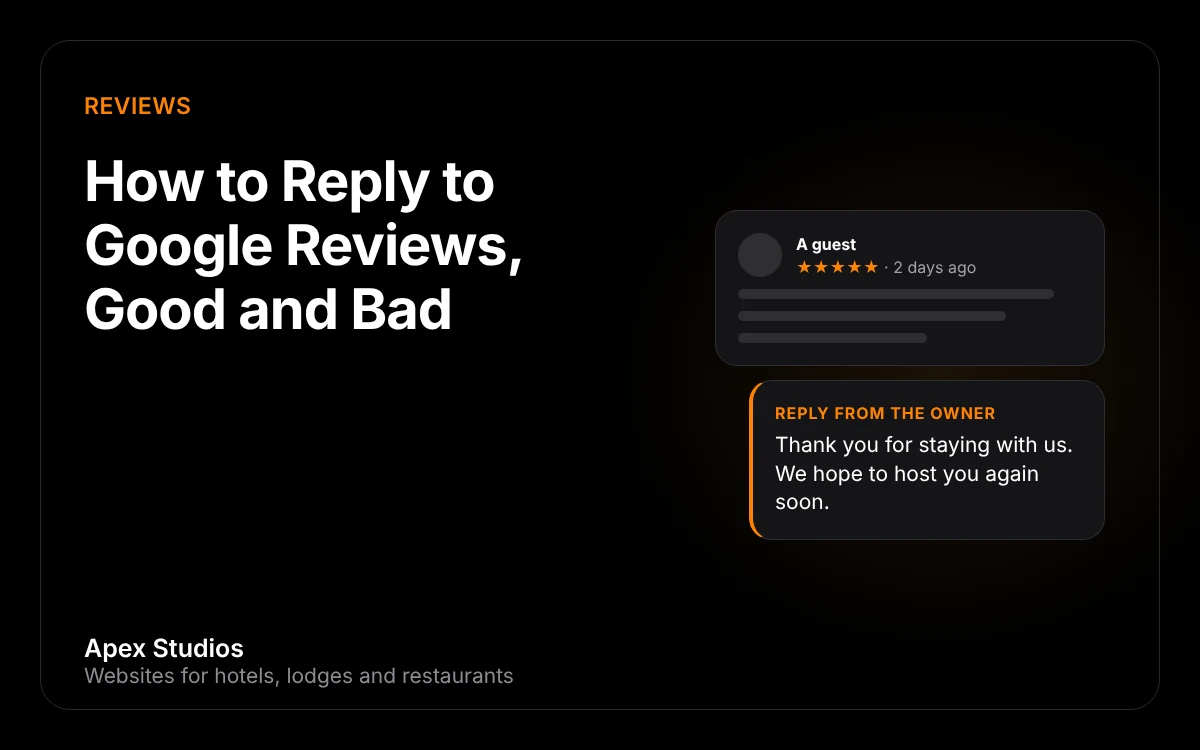 REVIEWS
How to Reply to
Google Reviews,
Good and Bad
A guest
★★★★★ · 2 days ago
REPLY FROM THE OWNER
Thank you for staying with us.
We hope to host you again
soon.
Apex Studios
Websites for hotels, lodges and restaurants